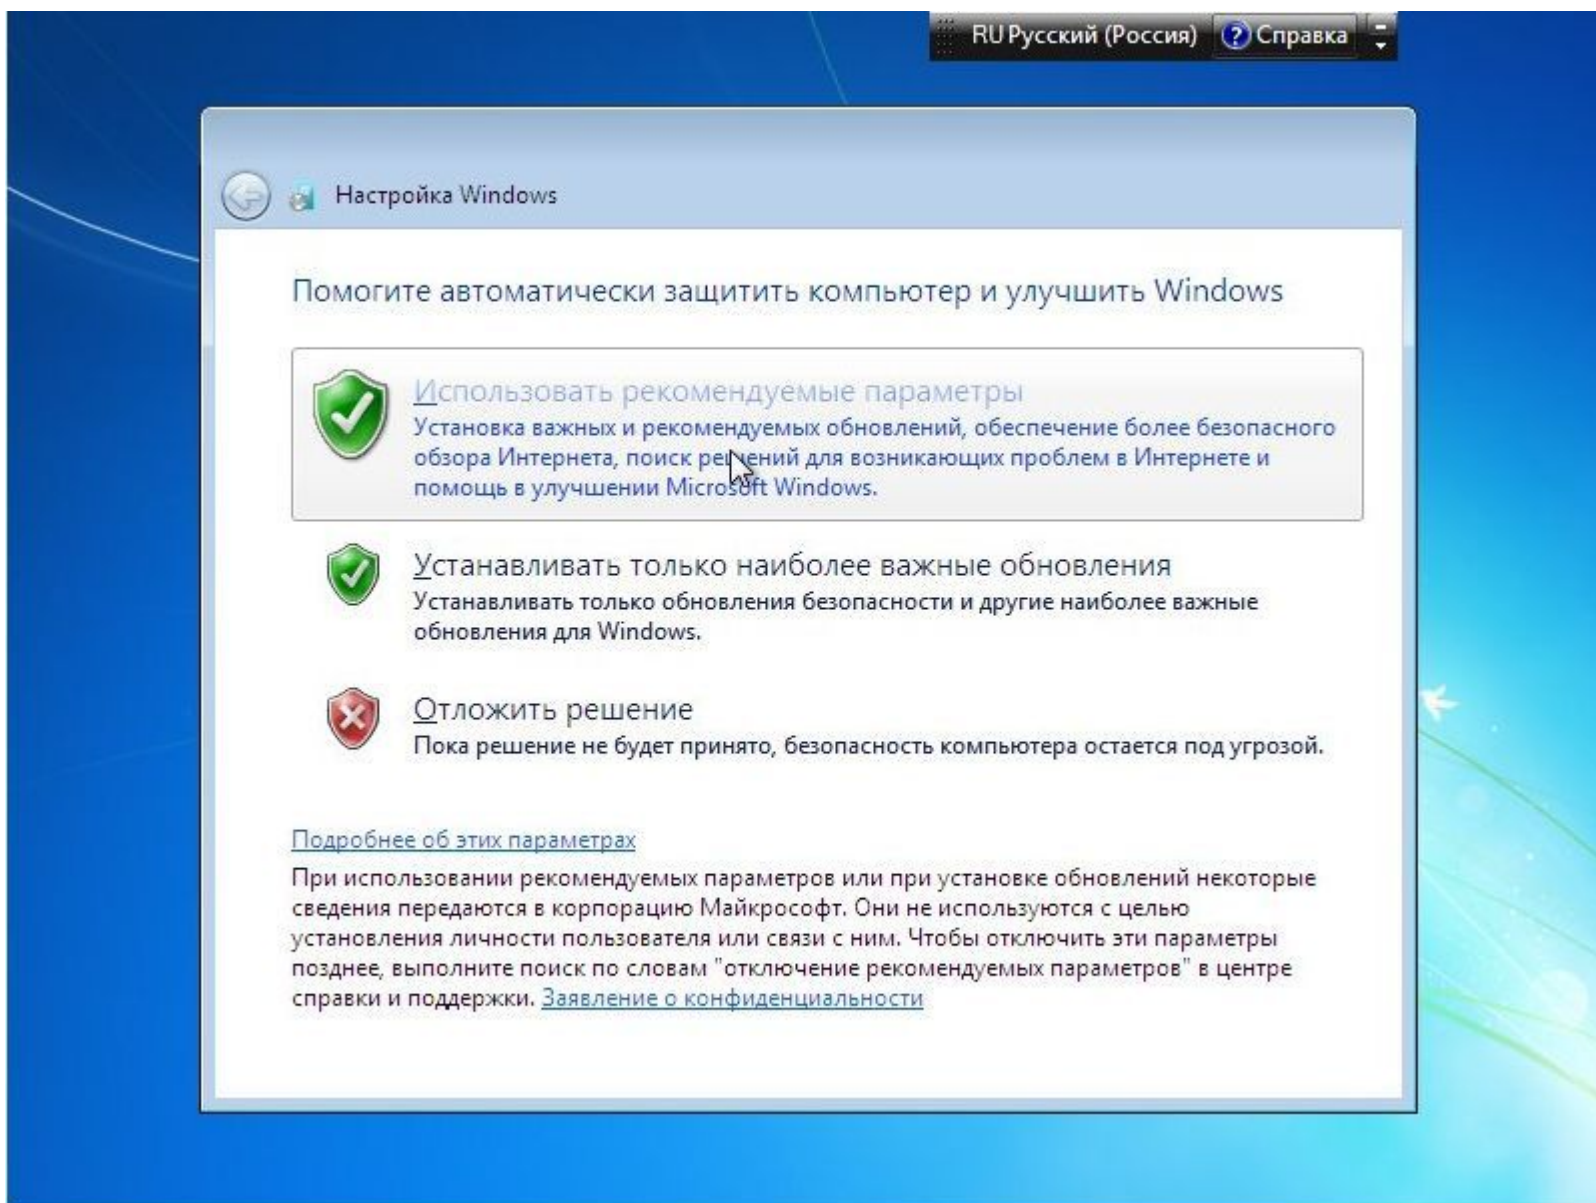 RU Русский (Россия) Справка
Настройка Windows
Помогите автоматически защитить компьютер и улучшить Windows
Использовать рекомендуемые параметры
Установка важных и рекомендуемых обновлений, обеспечение более безопасного
обзора Интернета, поиск решений для возникающих проблем в Интернете и
помощь в улучшении Microsoft Windows.
Устанавливать только наиболее важные обновления
Устанавливать только обновления безопасности и другие наиболее важные
обновления для Windows.
Отложить решение
Пока решение не будет принято, безопасность компьютера остается под угрозой.
Подробнее об этих параметрах
При использовании рекомендуемых параметров или при установке обновлений некоторые
сведения передаются в корпорацию Майкрософт. Они не используются с целью
установления личности пользователя или связи с ним. Чтобы отключить эти параметры
позднее, выполните поиск по словам "отключение рекомендуемых параметров" в центре
справки и поддержки. Заявление о конфиденциальности